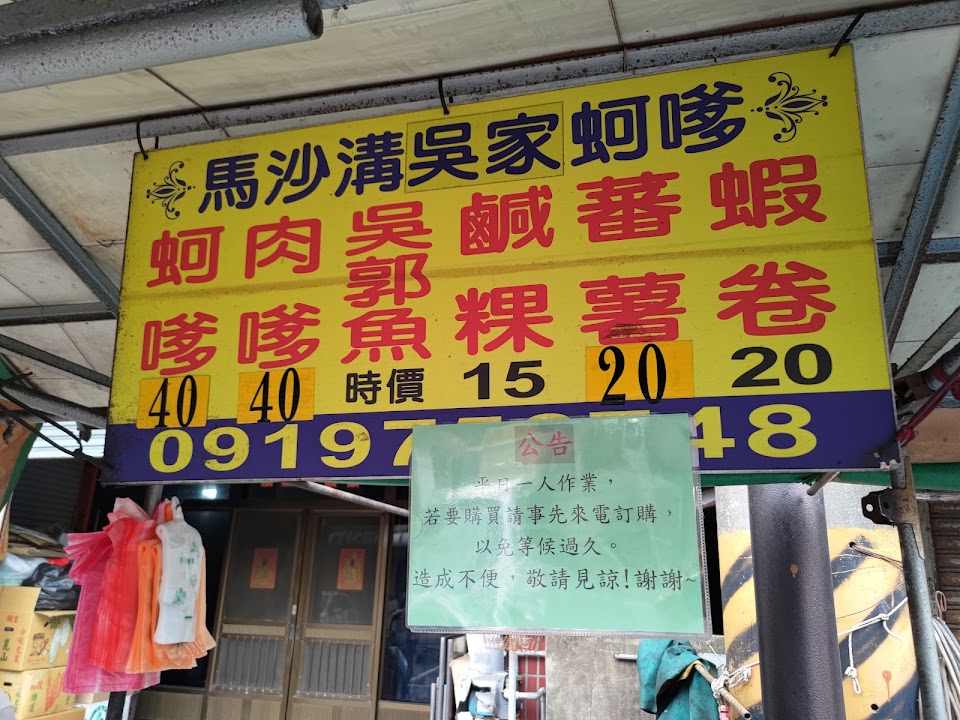 馬沙溝吳家蚵嗲
蚵嗲 40
肉嗲 40
吳郭魚 時價
鹹粿 15
蕃薯 20
蝦卷 20
公告
平日一人作業，
若要購買請事先來電訂購，
以免等候過久。
造成不便，敬請見諒!謝謝~